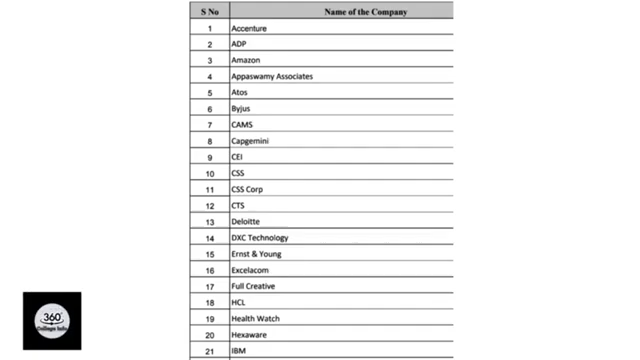 S No Name of the Company
1 Accenture
2 ADP
3 Amazon
4 Appaswamy Associates
5 Atos
6 Byjus
7 CAMS
8 Capgemini
9 CEI
10 CSS
11 CSS Corp
12 CTS
13 Deloitte
14 DXC Technology
15 Ernst & Young
16 Excelacom
17 Full Creative
18 HCL
19 Health Watch
20 Hexaware
21 IBM
360°
College Info